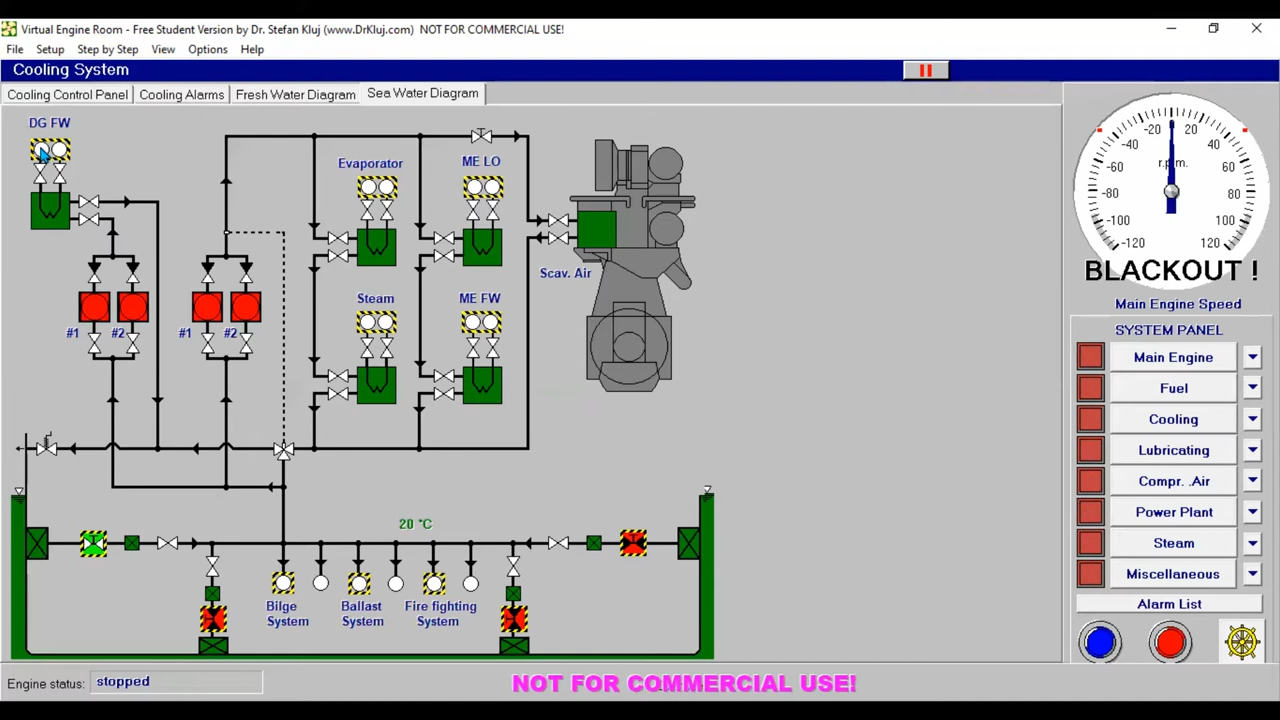 Virtual Engine Room - Free Student Version by Dr. Stefan Kluj (www.DrKluj.com) NOT FOR COMMERCIAL USE!
File Setup Step by Step View Options Help
Cooling System
Cooling Control Panel Cooling Alarms Fresh Water Diagram Sea Water Diagram
DG FW
Evaporator
ME LO
Scav. Air
Steam
ME FW
#1 #2 #1 #2
20 °C
Bilge System
Ballast System
Fire fighting System
-20 20
-40 40
r.p.m.
-60 60
-80 80
-100 100
-120 120
BLACKOUT !
Main Engine Speed
SYSTEM PANEL
Main Engine
Fuel
Cooling
Lubricating
Compr. .Air
Power Plant
Steam
Miscellaneous
Alarm List
Engine status: stopped
NOT FOR COMMERCIAL USE!